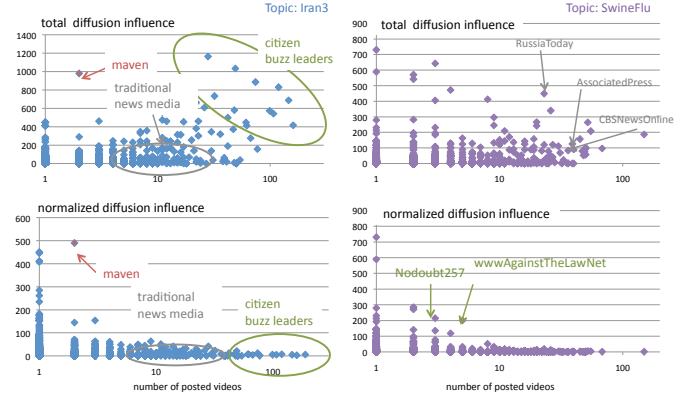 Topic: Iran3
Topic: SwineFlu
total diffusion influence
1400
1200
1000
800
600
400
200
0
1
10
100
maven
traditional
news media
citizen
buzz leaders
total diffusion influence
900
800
700
600
500
400
300
200
100
0
1
10
100
RussiaToday
AssociatedPress
CBSNewsOnline
normalized diffusion influence
600
500
400
300
200
100
0
1
10
100
number of posted videos
maven
traditional
news media
citizen
buzz leaders
normalized diffusion influence
900
800
700
600
500
400
300
200
100
0
1
10
100
number of posted videos
Nodoubt257
wwwAgainstTheLawNet